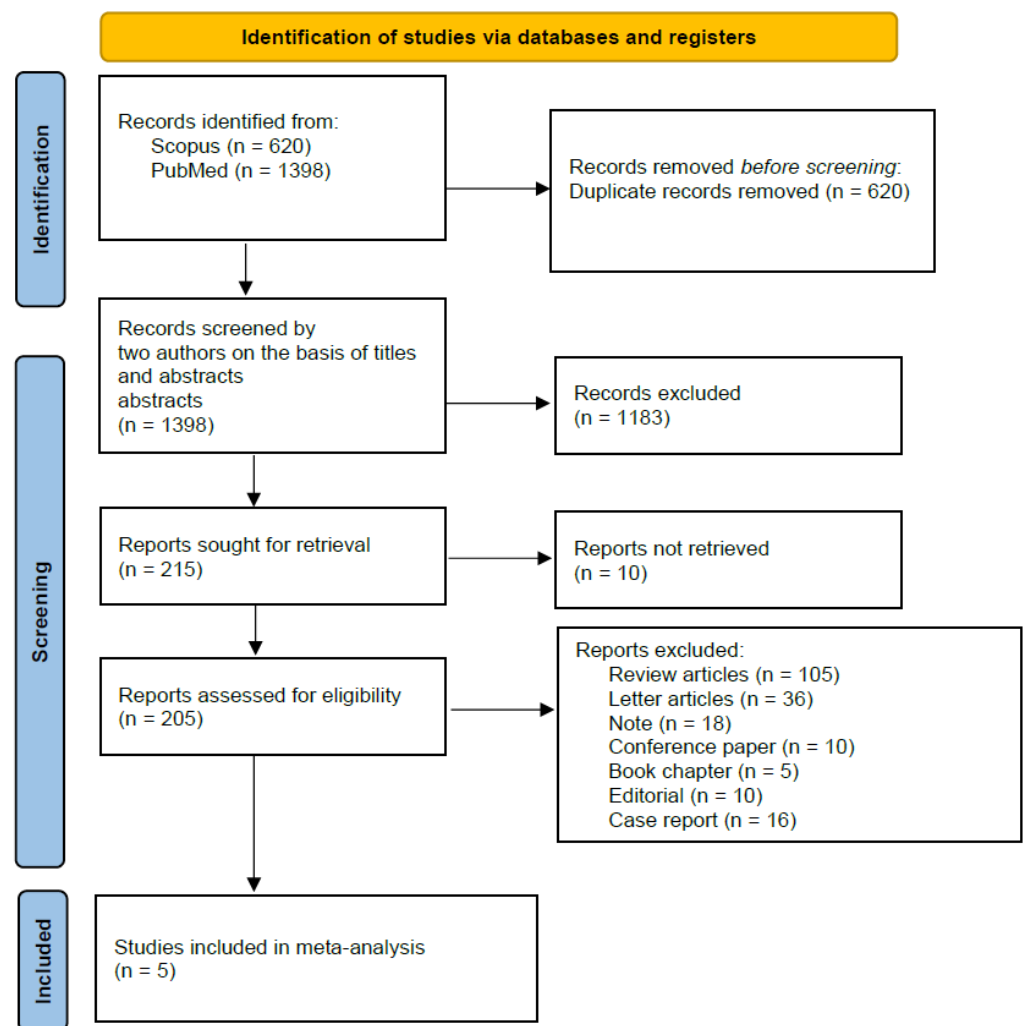 Identification of studies via databases and registers
Identification
Records identified from:
Scopus (n = 620)
PubMed (n = 1398)
Records removed before screening:
Duplicate records removed (n = 620)
Screening
Records screened by
two authors on the basis of titles
and abstracts
abstracts
(n = 1398)
Records excluded
(n = 1183)
Reports sought for retrieval
(n = 215)
Reports not retrieved
(n = 10)
Reports assessed for eligibility
(n = 205)
Reports excluded:
Review articles (n = 105)
Letter articles (n = 36)
Note (n = 18)
Conference paper (n = 10)
Book chapter (n = 5)
Editorial (n = 10)
Case report (n = 16)
Included
Studies included in meta-analysis
(n = 5)